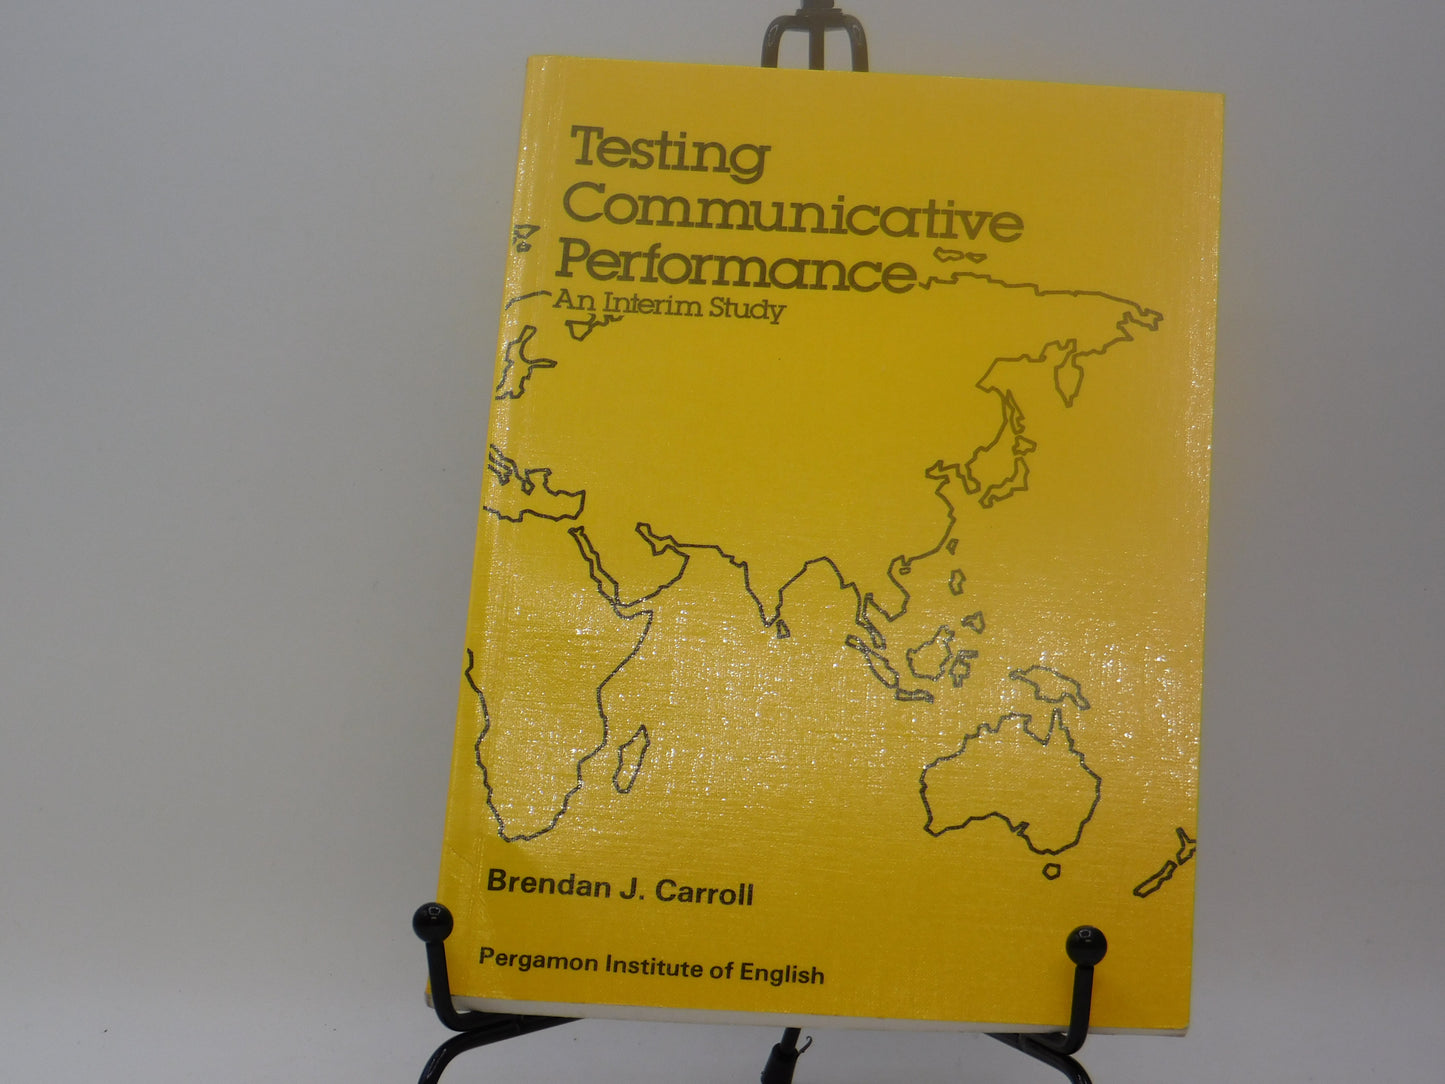 Testing
Communicative
Performance
An Interim Study
Brendan J. Carroll
Pergamon Institute of English